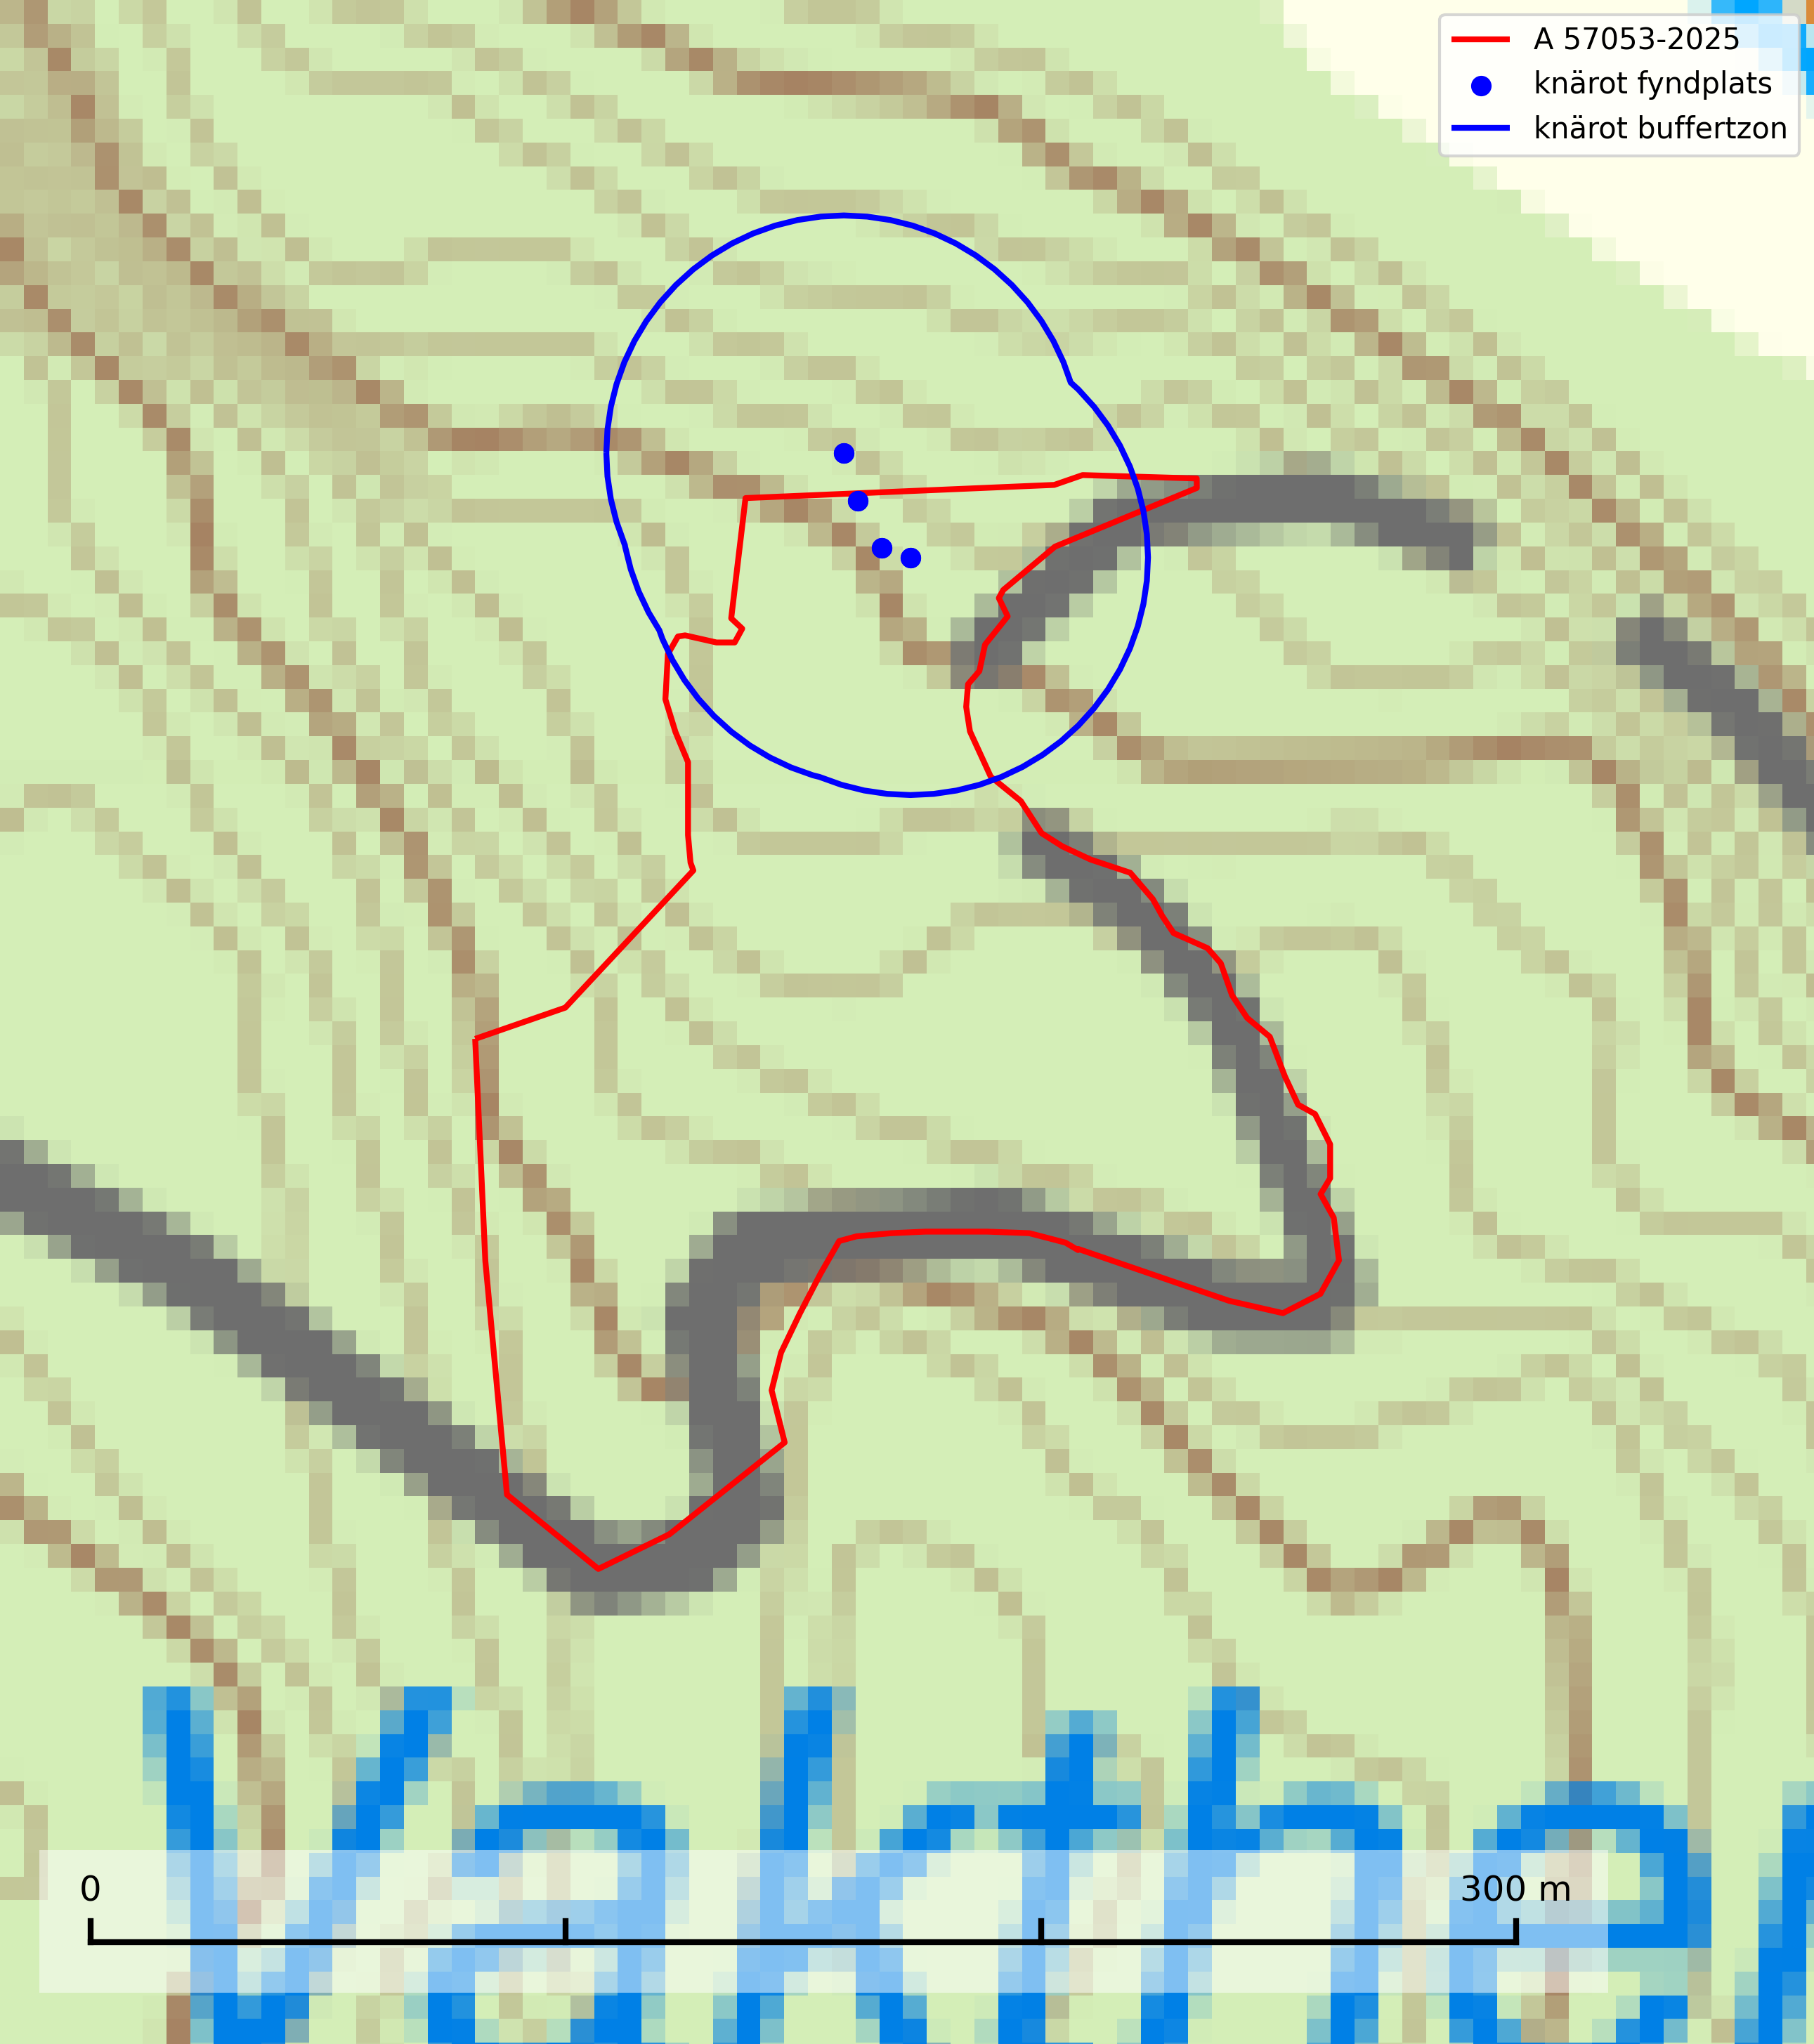 A 57053-2025
knärot fyndplats
knärot buffertzon
0
300 m